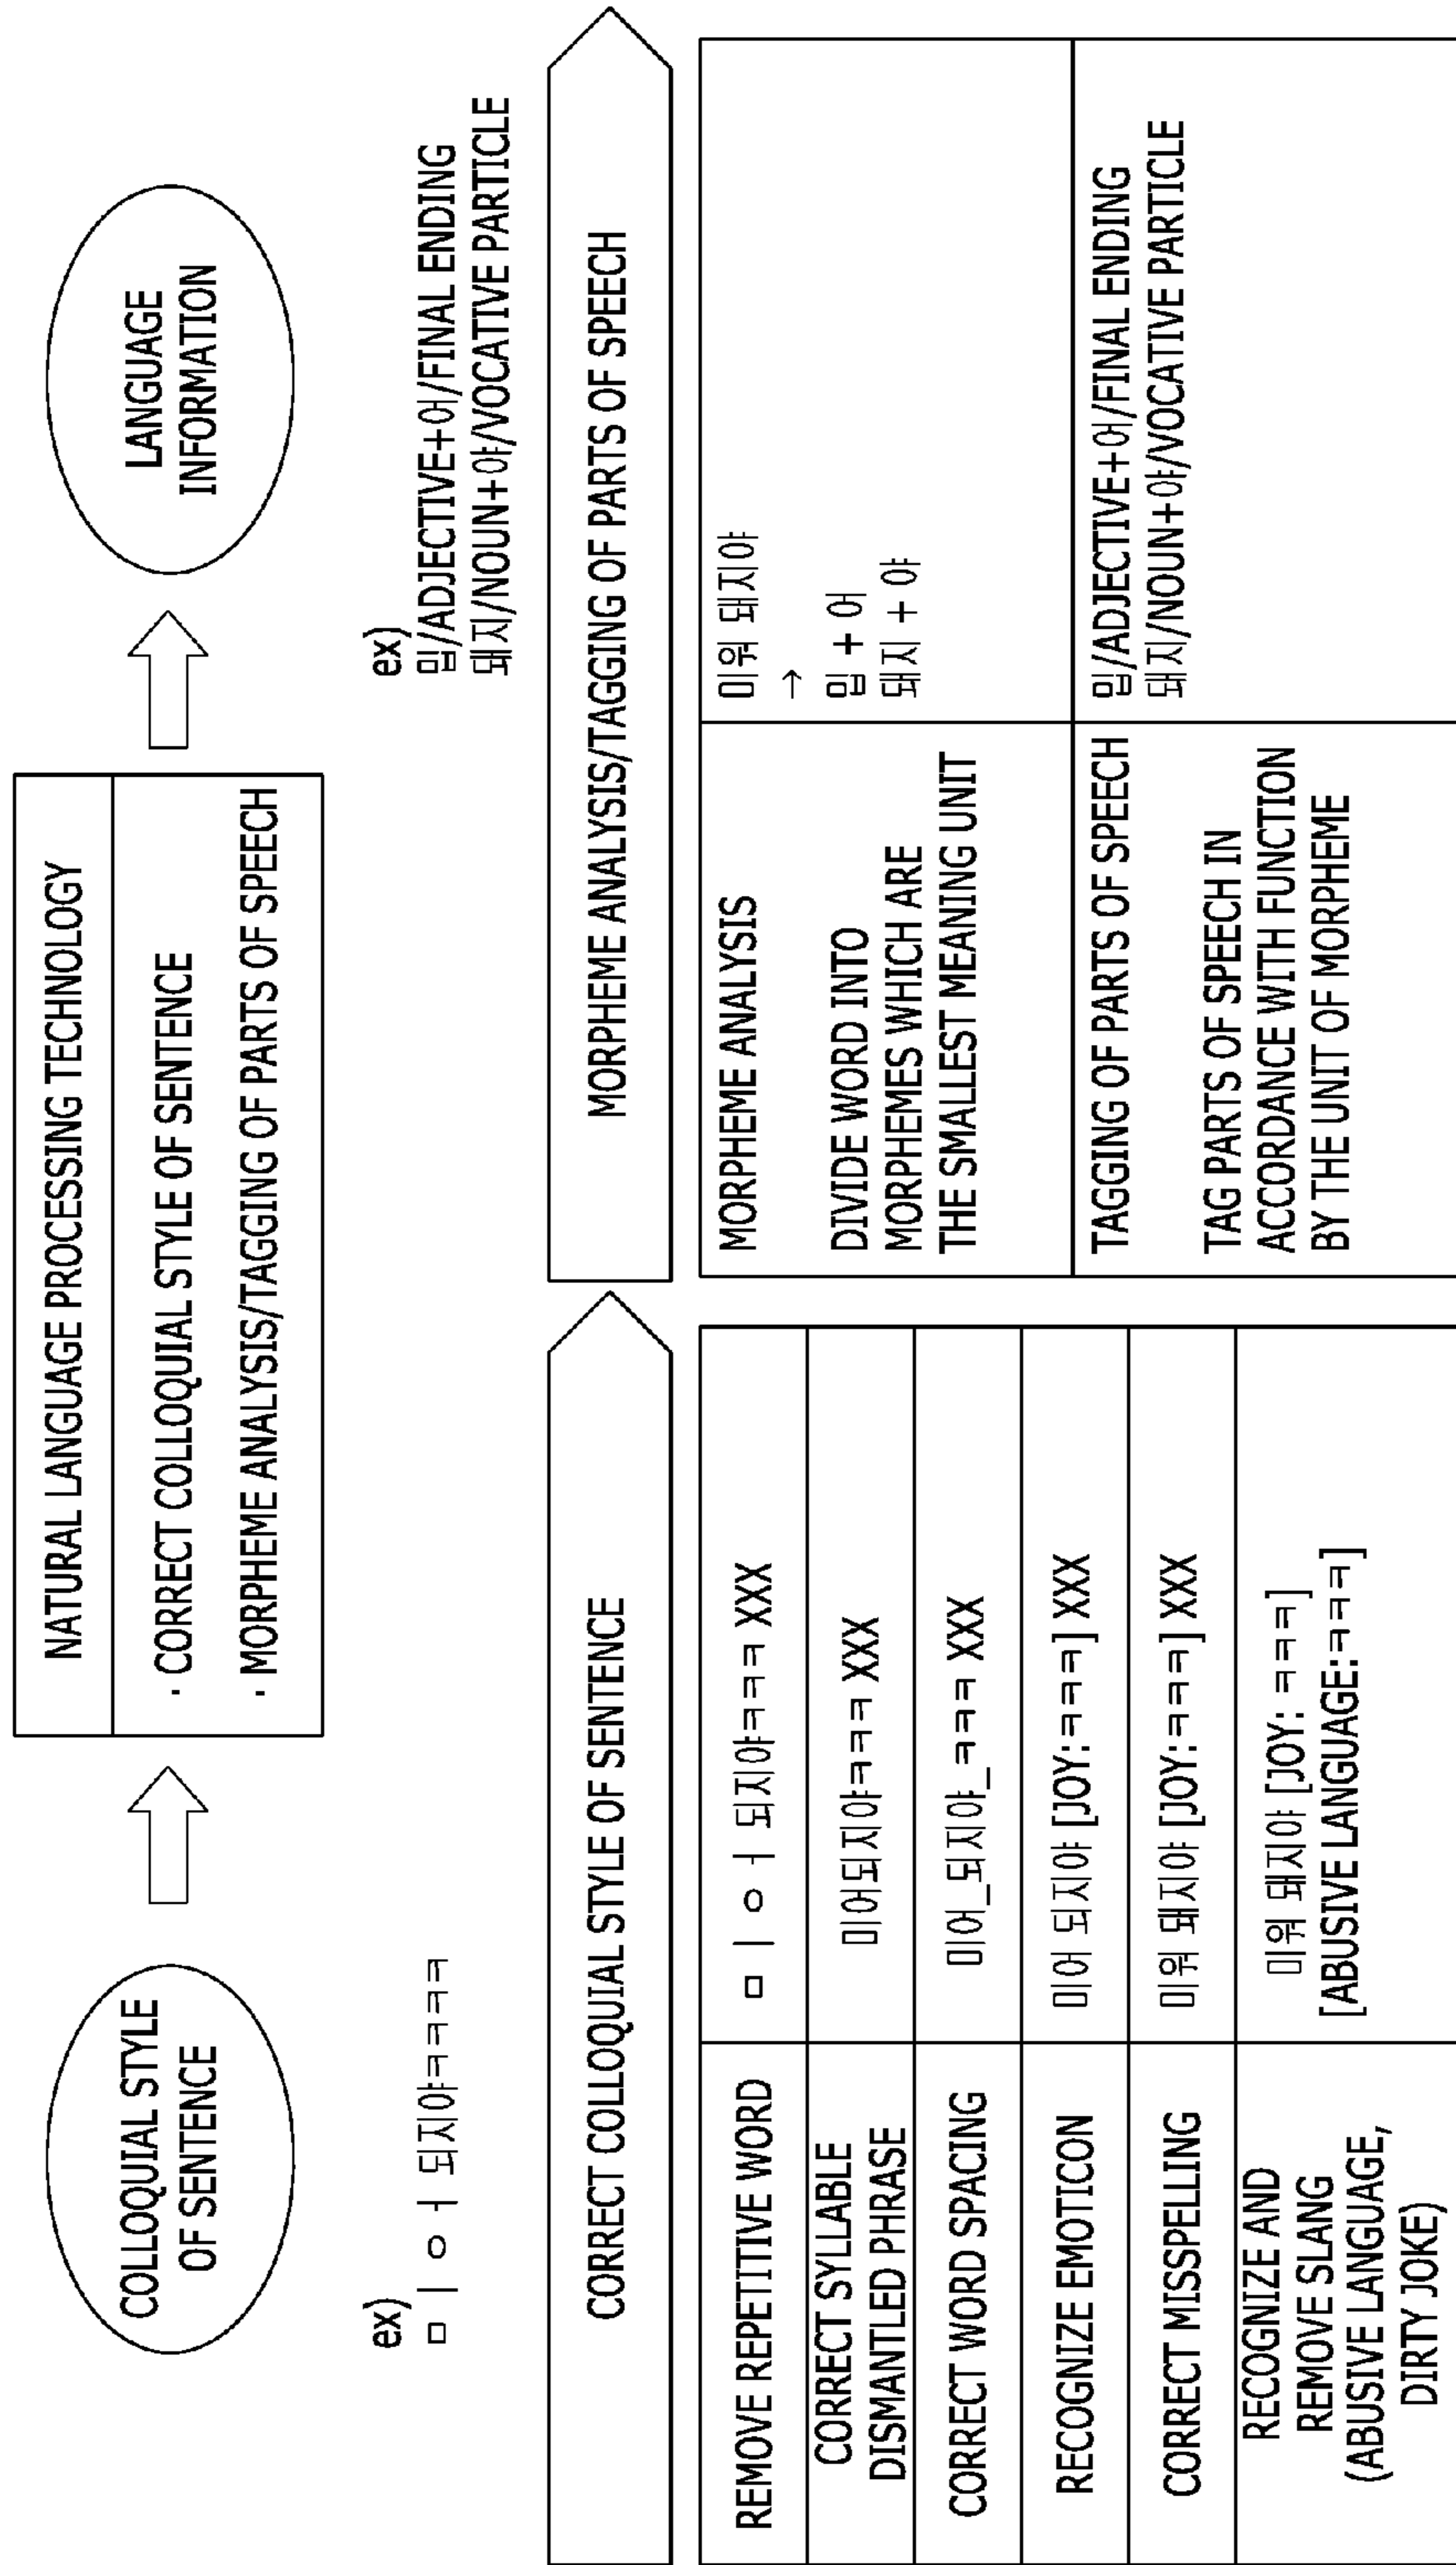 COLLOQUIAL STYLE
OF SENTENCE
ex)
ㅁ ㅣ ㅇ ㅓ 되지야ㅋㅋㅋㅋ
NATURAL LANGUAGE PROCESSING TECHNOLOGY
· CORRECT COLLOQUIAL STYLE OF SENTENCE
· MORPHEME ANALYSIS/TAGGING OF PARTS OF SPEECH
LANGUAGE
INFORMATION
ex)
밉/ADJECTIVE+어/FINAL ENDING
돼지/NOUN+야/VOCATIVE PARTICLE
CORRECT COLLOQUIAL STYLE OF SENTENCE
REMOVE REPETITIVE WORD
ㅁ ㅣ ㅇ ㅓ 되지야ㅋㅋㅋ XXX
CORRECT SYLLABLE
DISMANTLED PHRASE
미어되지야ㅋㅋㅋ XXX
CORRECT WORD SPACING
미어_되지야_ㅋㅋㅋ XXX
RECOGNIZE EMOTICON
미어 되지야 [JOY:ㅋㅋㅋ] XXX
CORRECT MISSPELLING
미워 돼지야 [JOY:ㅋㅋㅋ] XXX
RECOGNIZE AND
REMOVE SLANG
(ABUSIVE LANGUAGE,
DIRTY JOKE)
미워 돼지야 [JOY: ㅋㅋㅋ]
[ABUSIVE LANGUAGE:ㅋㅋㅋ]
MORPHEME ANALYSIS/TAGGING OF PARTS OF SPEECH
MORPHEME ANALYSIS
DIVIDE WORD INTO
MORPHEMES WHICH ARE
THE SMALLEST MEANING UNIT
미워 돼지야
→
밉 + 어
돼지 + 야
TAGGING OF PARTS OF SPEECH
TAG PARTS OF SPEECH IN
ACCORDANCE WITH FUNCTION
BY THE UNIT OF MORPHEME
밉/ADJECTIVE+어/FINAL ENDING
돼지/NOUN+야/VOCATIVE PARTICLE